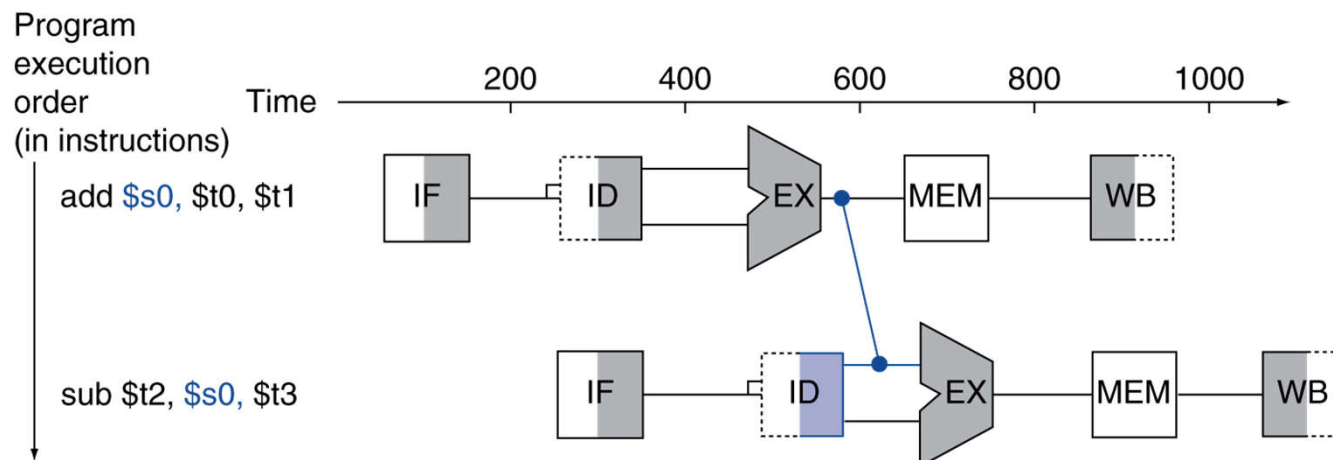 Program
execution
order
(in instructions)
Time
200 400 600 800 1000
add $s0, $t0, $t1
IF ID EX MEM WB
sub $t2, $s0, $t3
IF ID EX MEM WB